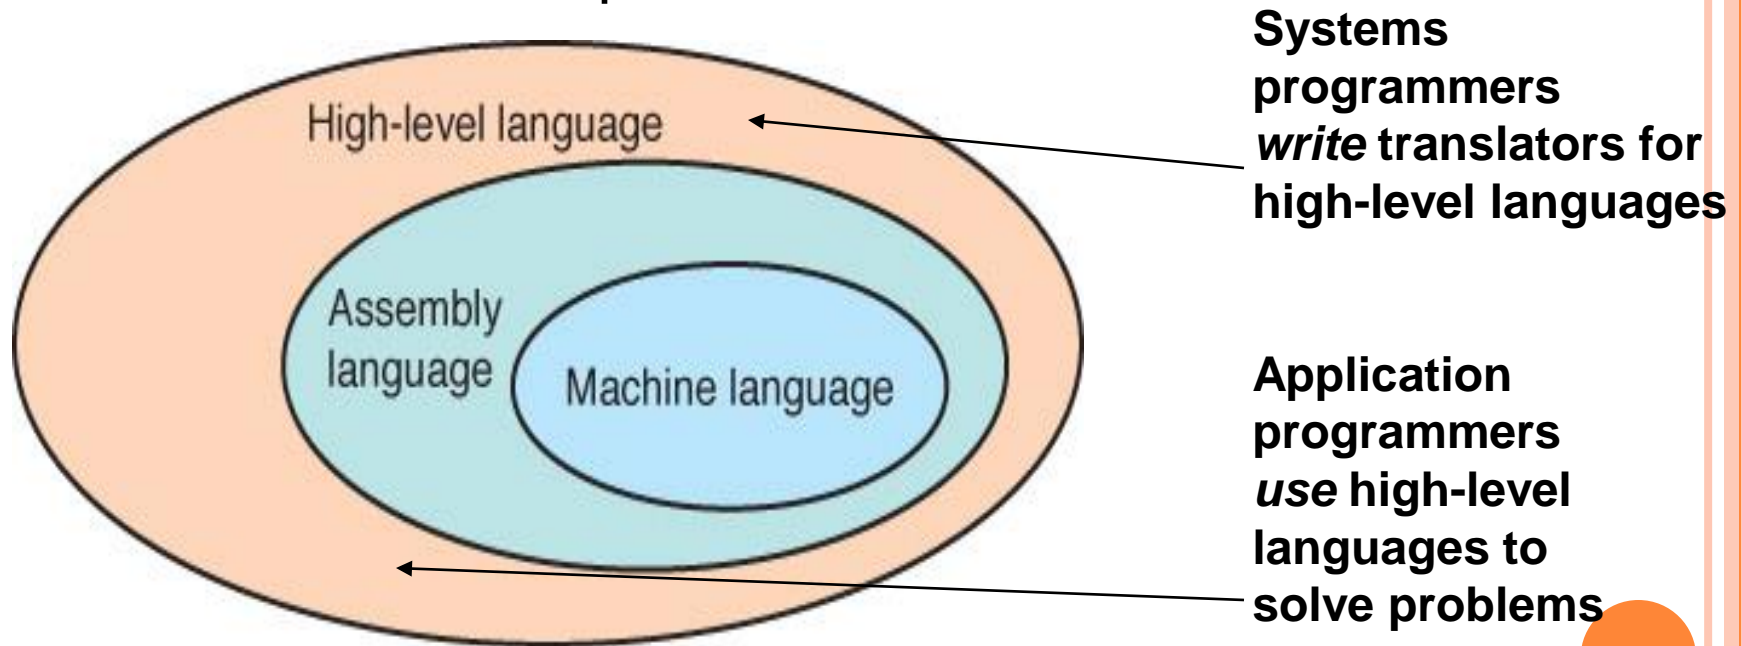 High-level language
Assembly
language
Machine language
Systems
programmers
write translators for
high-level languages
Application
programmers
use high-level
languages to
solve problems